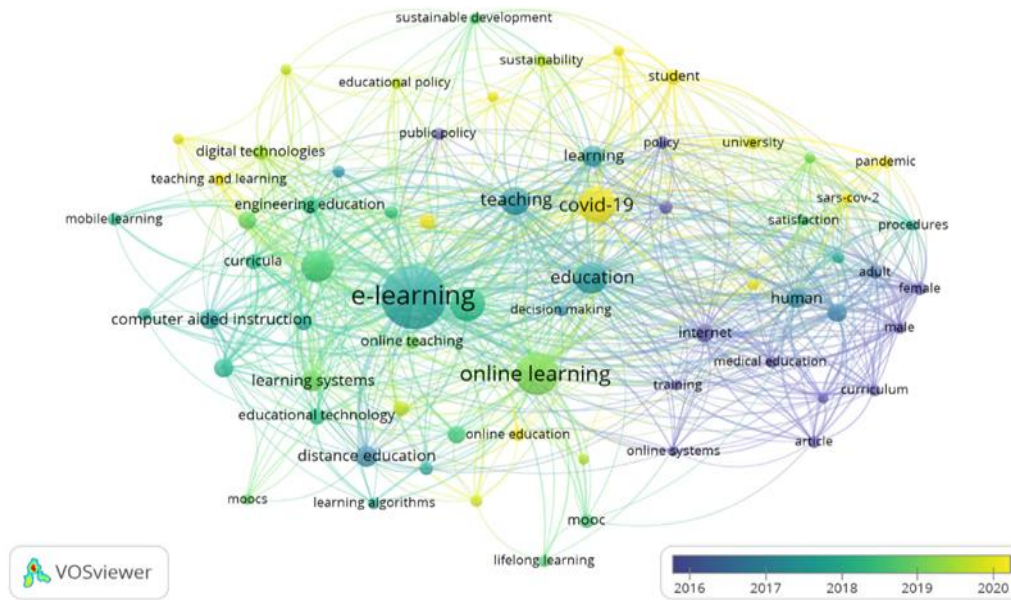 sustainable development
sustainability
student
educational policy
public policy
policy
university
digital technologies
learning
pandemic
teaching and learning
engineering education
teaching
covid-19
sars-cov-2
mobile learning
satisfaction
procedures
curricula
education
adult
e-learning
human
female
decision making
computer aided instruction
online teaching
internet
male
medical education
online learning
learning systems
training
curriculum
educational technology
online education
article
distance education
online systems
moocs
learning algorithms
mooc
lifelong learning
VOSviewer
2016 2017 2018 2019 2020